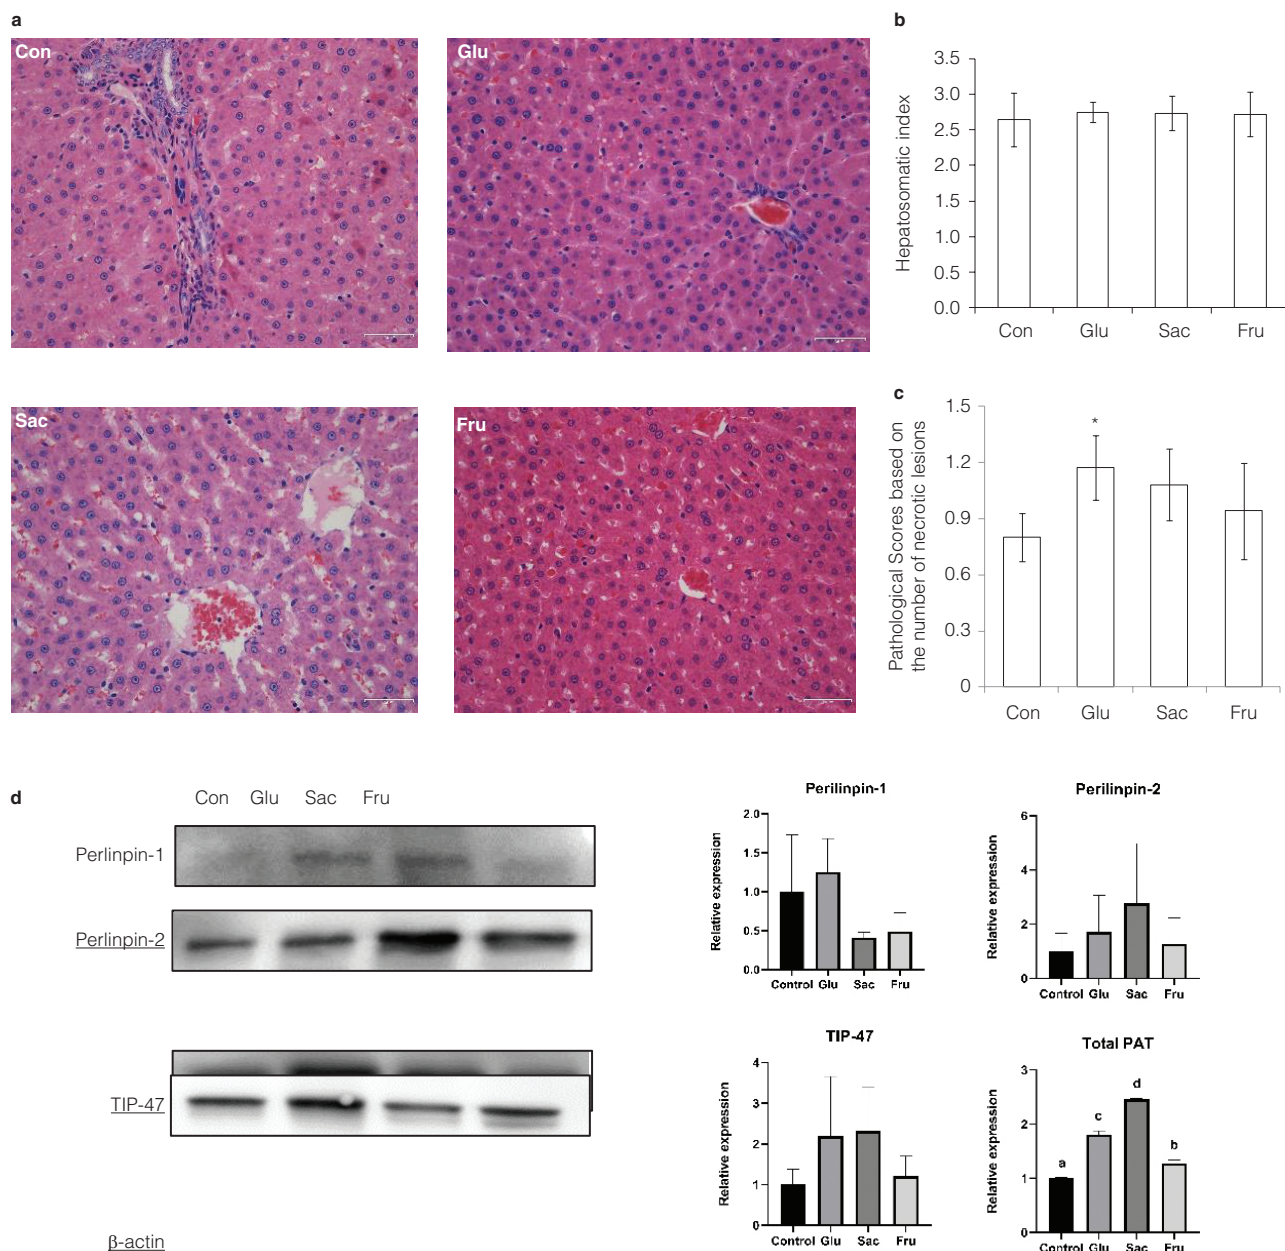 a
Con
Glu
Sac
Fru
b
Hepatosomatic index
3.5
3.0
2.5
2.0
1.5
1.0
0.5
0.0
Con Glu Sac Fru
c
Pathological Scores based on
the number of necrotic lesions
1.5
1.2
0.9
0.6
0.3
0
*
Con Glu Sac Fru
d
Con Glu Sac Fru
Perlinpin-1
Perlinpin-2
TIP-47
β-actin
Perilinpin-1
Relative expression
2.0
1.5
1.0
0.5
0.0
Control Glu Sac Fru
Perilinpin-2
Relative expression
6
4
2
0
Control Glu Sac Fru
TIP-47
Relative expression
4
3
2
1
0
Control Glu Sac Fru
Total PAT
Relative expression
3
2
1
0
a
c
d
b
Control Glu Sac Fru